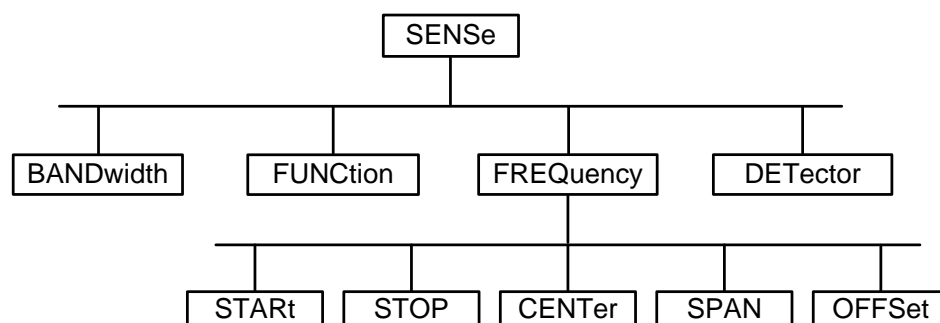 SENSe
BANDwidth FUNCtion FREQuency DETector
STARt STOP CENTer SPAN OFFSet